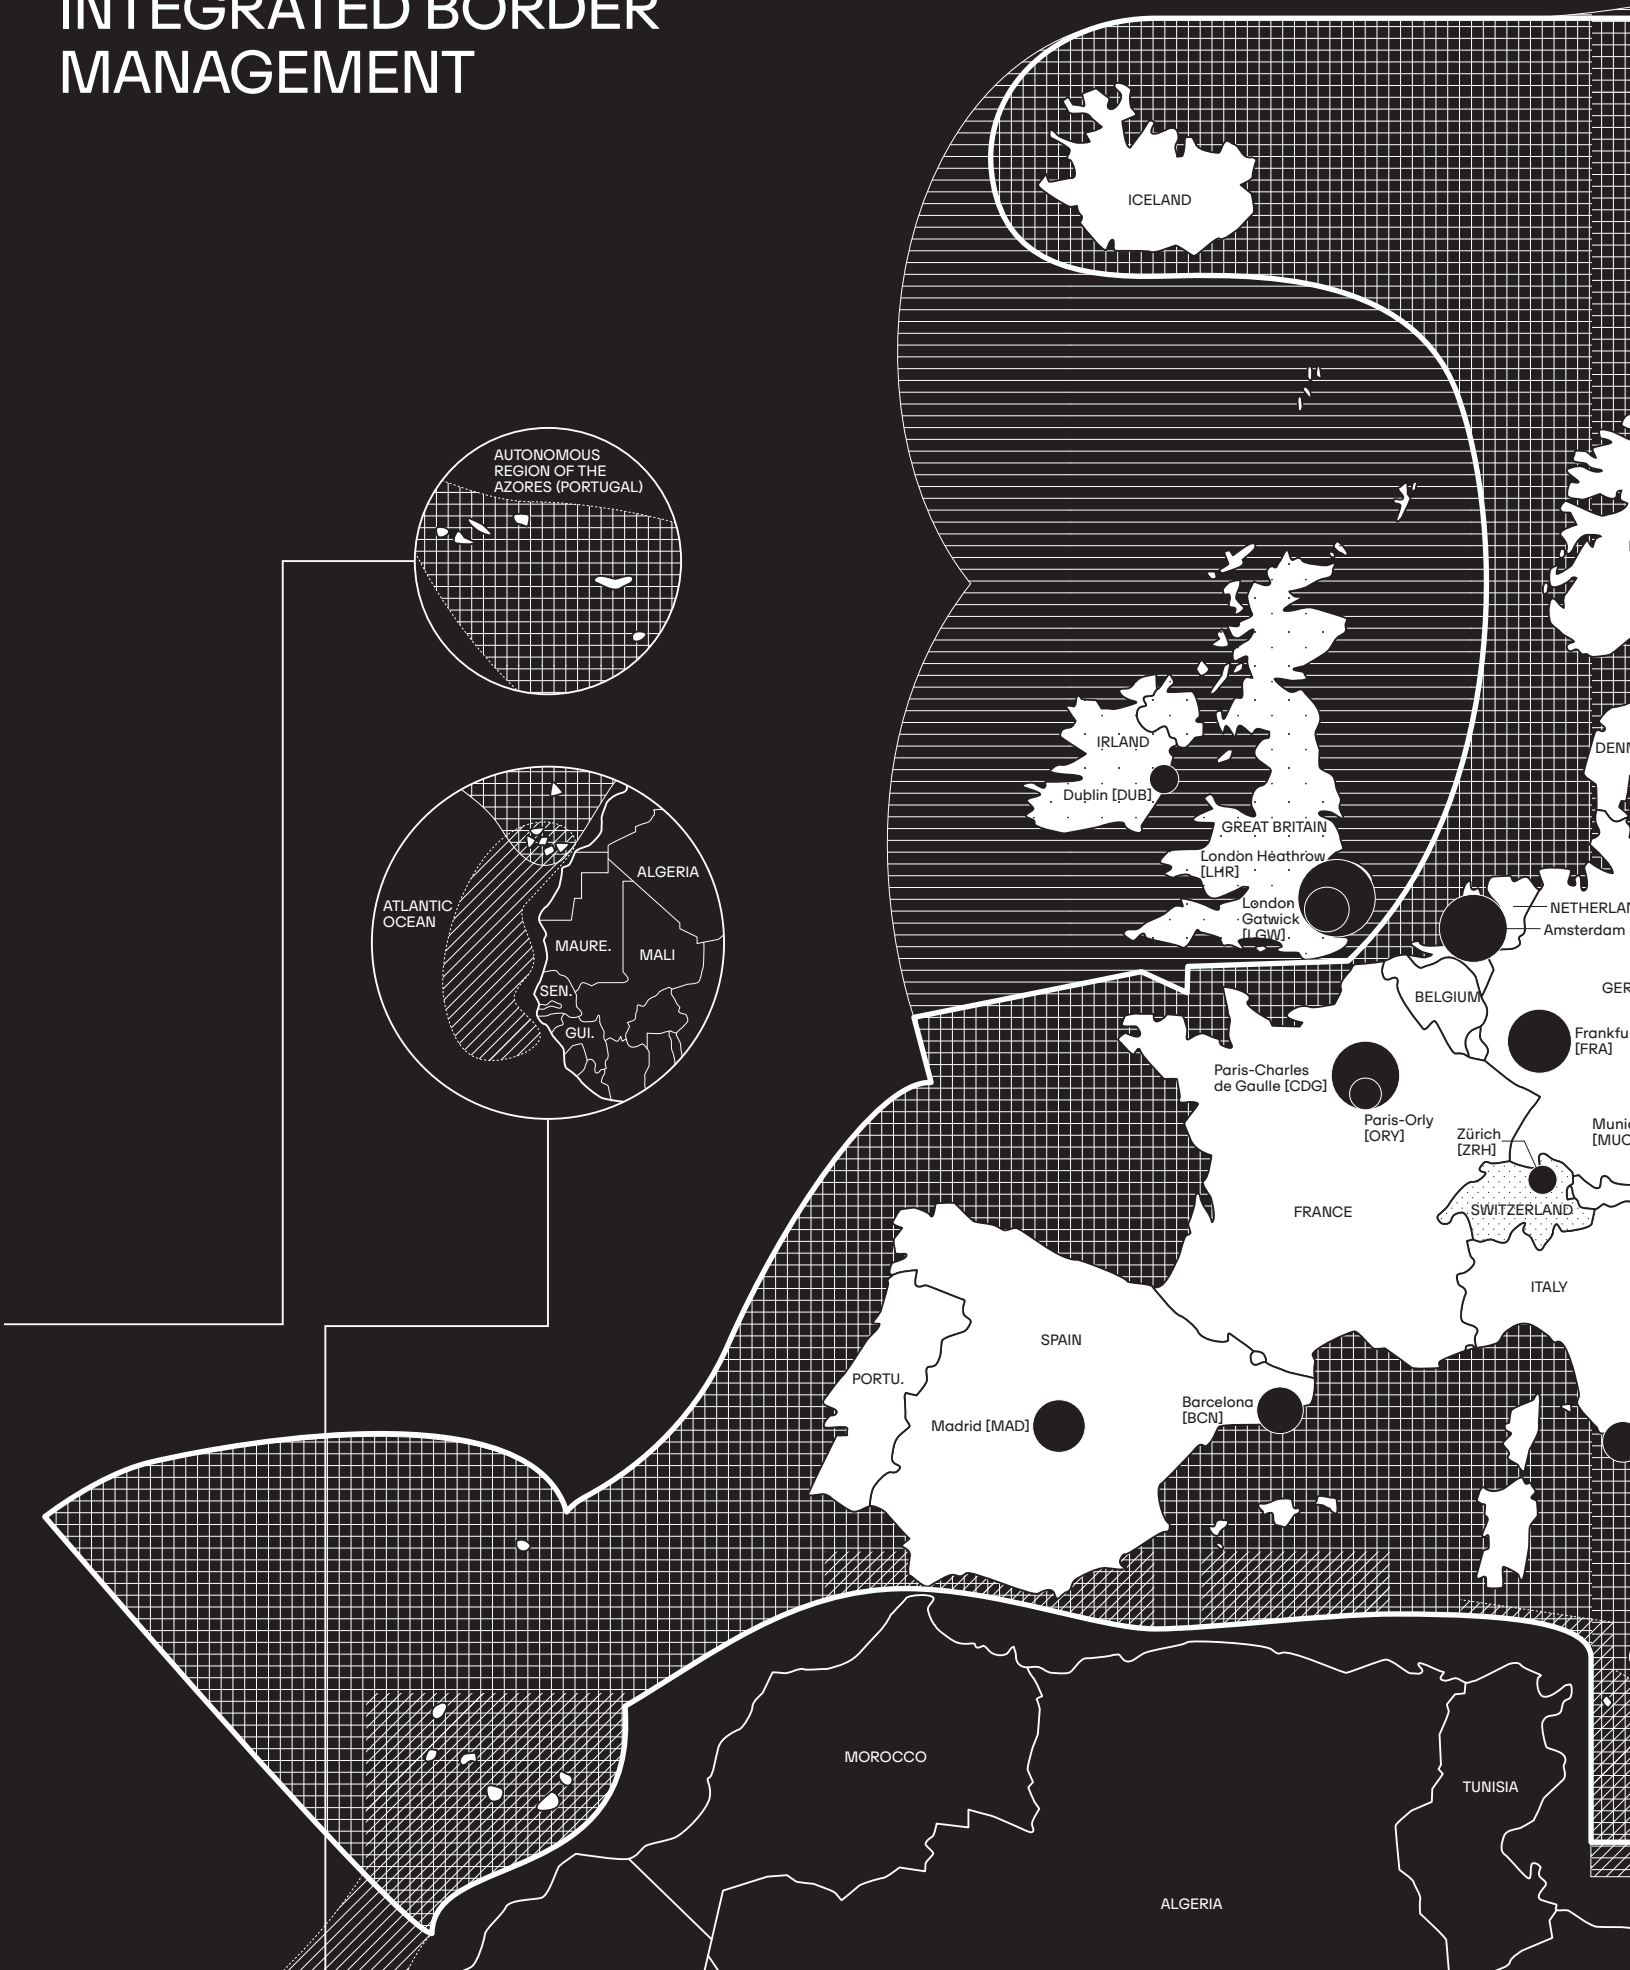 INTEGRATED BORDER
MANAGEMENT
ICELAND
AUTONOMOUS
REGION OF THE
AZORES (PORTUGAL)
IRLAND
Dublin [DUB]
GREAT BRITAIN
London Heathrow
[LHR]
London
Gatwick
[LGW]
DENM
NETHERLAN
Amsterdam
ATLANTIC
OCEAN
ALGERIA
MAURE.
MALI
SEN.
GUI.
BELGIUM
GER
Frankfu
[FRA]
Paris-Charles
de Gaulle [CDG]
Paris-Orly
[ORY]
Zürich
[ZRH]
Munic
[MUC
SWITZERLAND
FRANCE
ITALY
SPAIN
PORTU.
Madrid [MAD]
Barcelona
[BCN]
MOROCCO
TUNISIA
ALGERIA